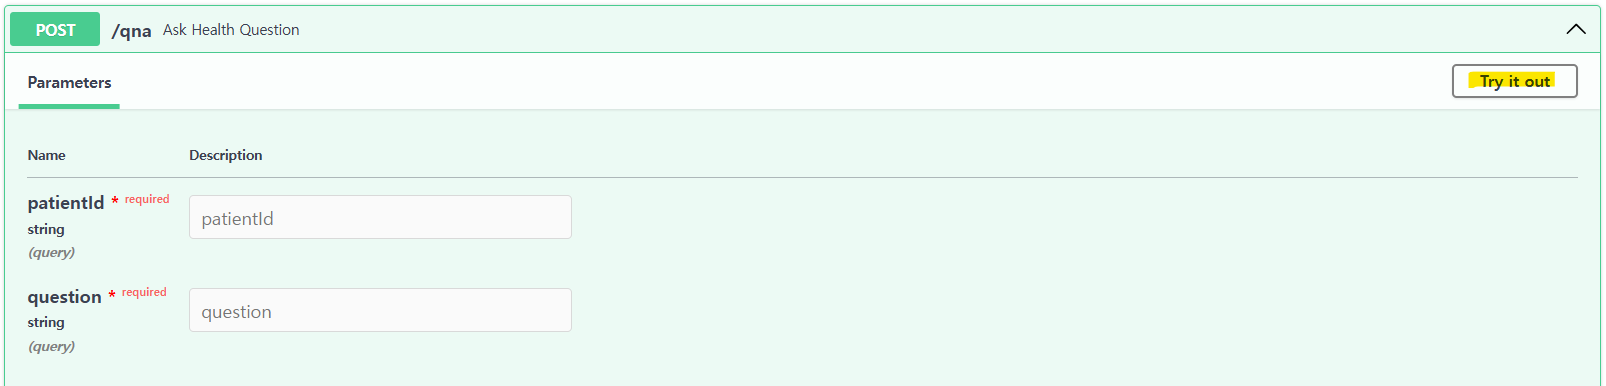 POST /qna Ask Health Question
Parameters Try it out
Name Description
patientId * required patientId
string
(query)
question * required question
string
(query)